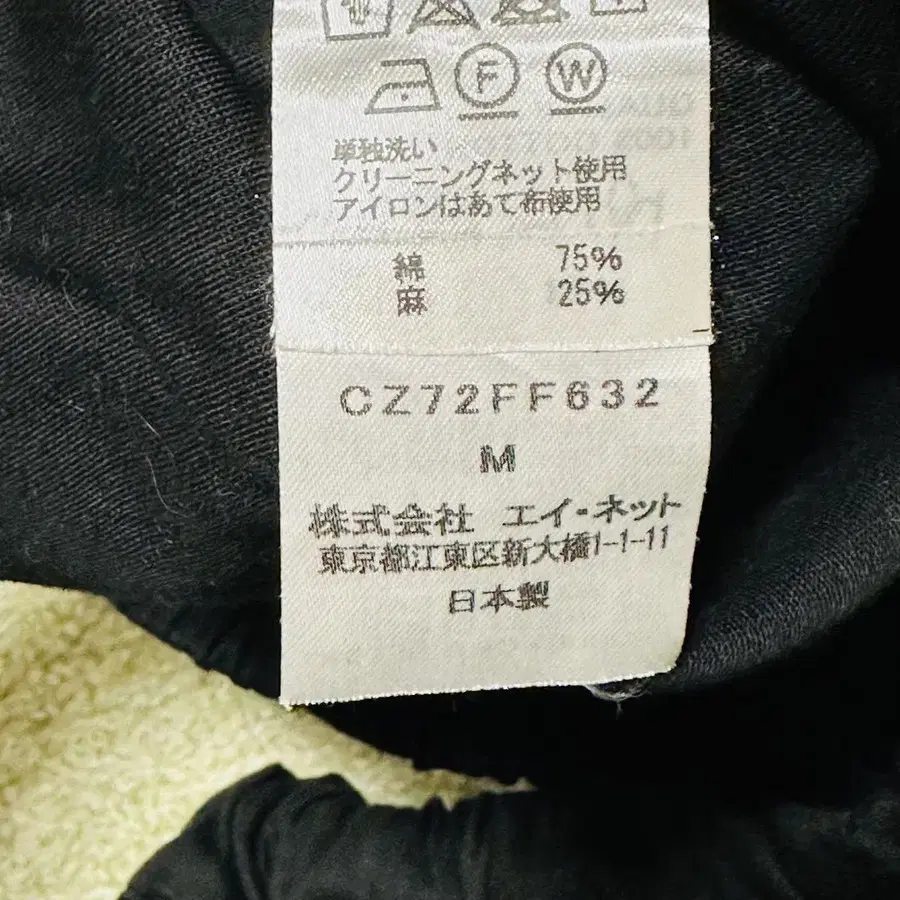 F W
単独洗い
クリーニングネット使用
アイロンはあて布使用
綿 75%
麻 25%
CZ72FF632
M
株式会社 エイ・ネット
東京都江東区新大橋1-1-11
日本製